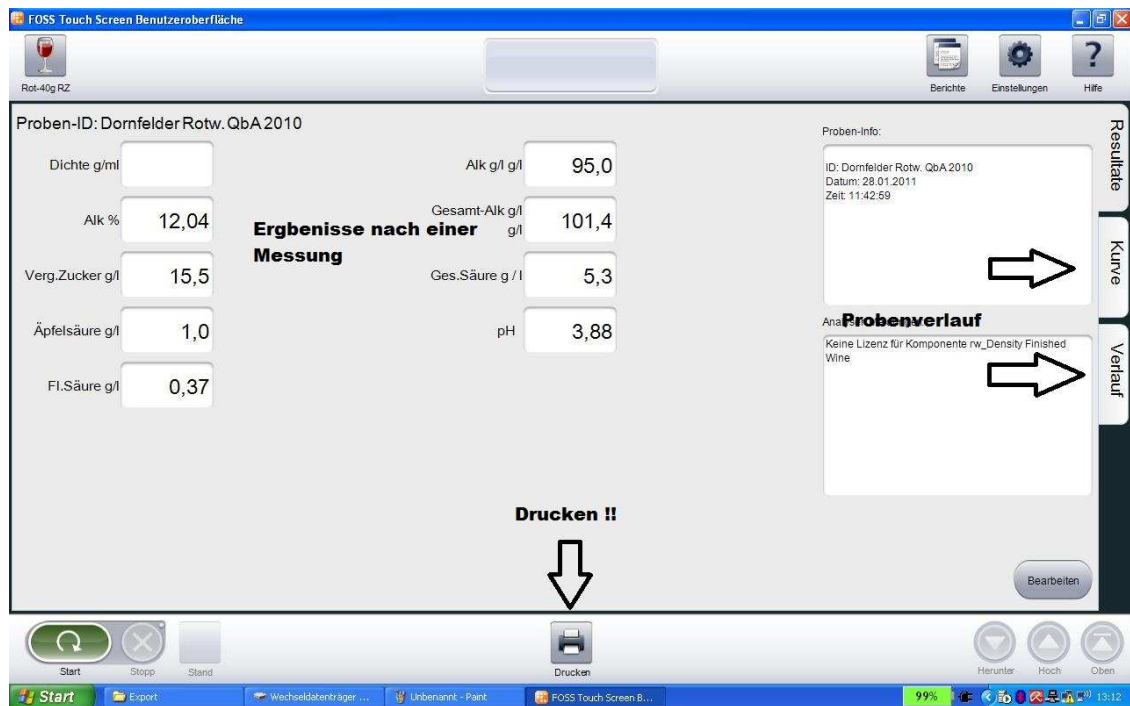 FOSS Touch Screen Benutzeroberfläche
Rot-40g RZ
Berichte
Einstellungen
Hilfe
Proben-ID: Dornfelder Rotw. QbA 2010
Dichte g/ml
Alk % 12,04
Verg.Zucker g/l 15,5
Äpfelsäure g/l 1,0
Fl.Säure g/l 0,37
Ergbenisse nach einer
Messung
Alk g/l g/l 95,0
Gesamt-Alk g/l
g/l 101,4
Ges.Säure g / l 5,3
pH 3,88
Proben-Info:
ID: Dornfelder Rotw. QbA 2010
Datum: 28.01.2011
Zeit: 11:42:59
Probenverlauf
Keine Lizenz für Komponente rw_Density Finished
Wine
Resultate
Kurve
Verlauf
Drucken !!
Bearbeiten
Start
Stopp
Stand
Drucken
Herunter
Hoch
Oben
Start
Export
Wechseldatenträger ...
Unbenannt - Paint
FOSS Touch Screen B...
99%
13:12